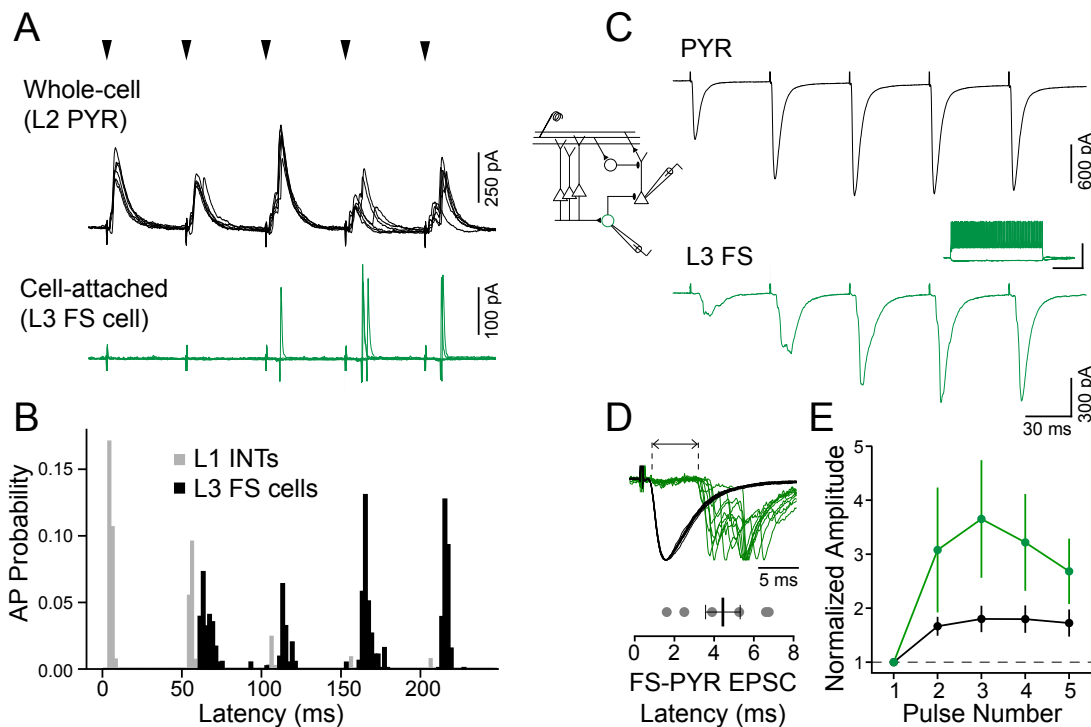 A
Whole-cell
(L2 PYR)
250 pA
Cell-attached
(L3 FS cell)
100 pA
B
L1 INTs
L3 FS cells
AP Probability
0.15
0.10
0.05
0.00
0 50 100 150 200
Latency (ms)
C
PYR
600 pA
L3 FS
300 pA
30 ms
D
5 ms
0 2 4 6 8
FS-PYR EPSC
Latency (ms)
E
Normalized Amplitude
5
4
3
2
1
1 2 3 4 5
Pulse Number